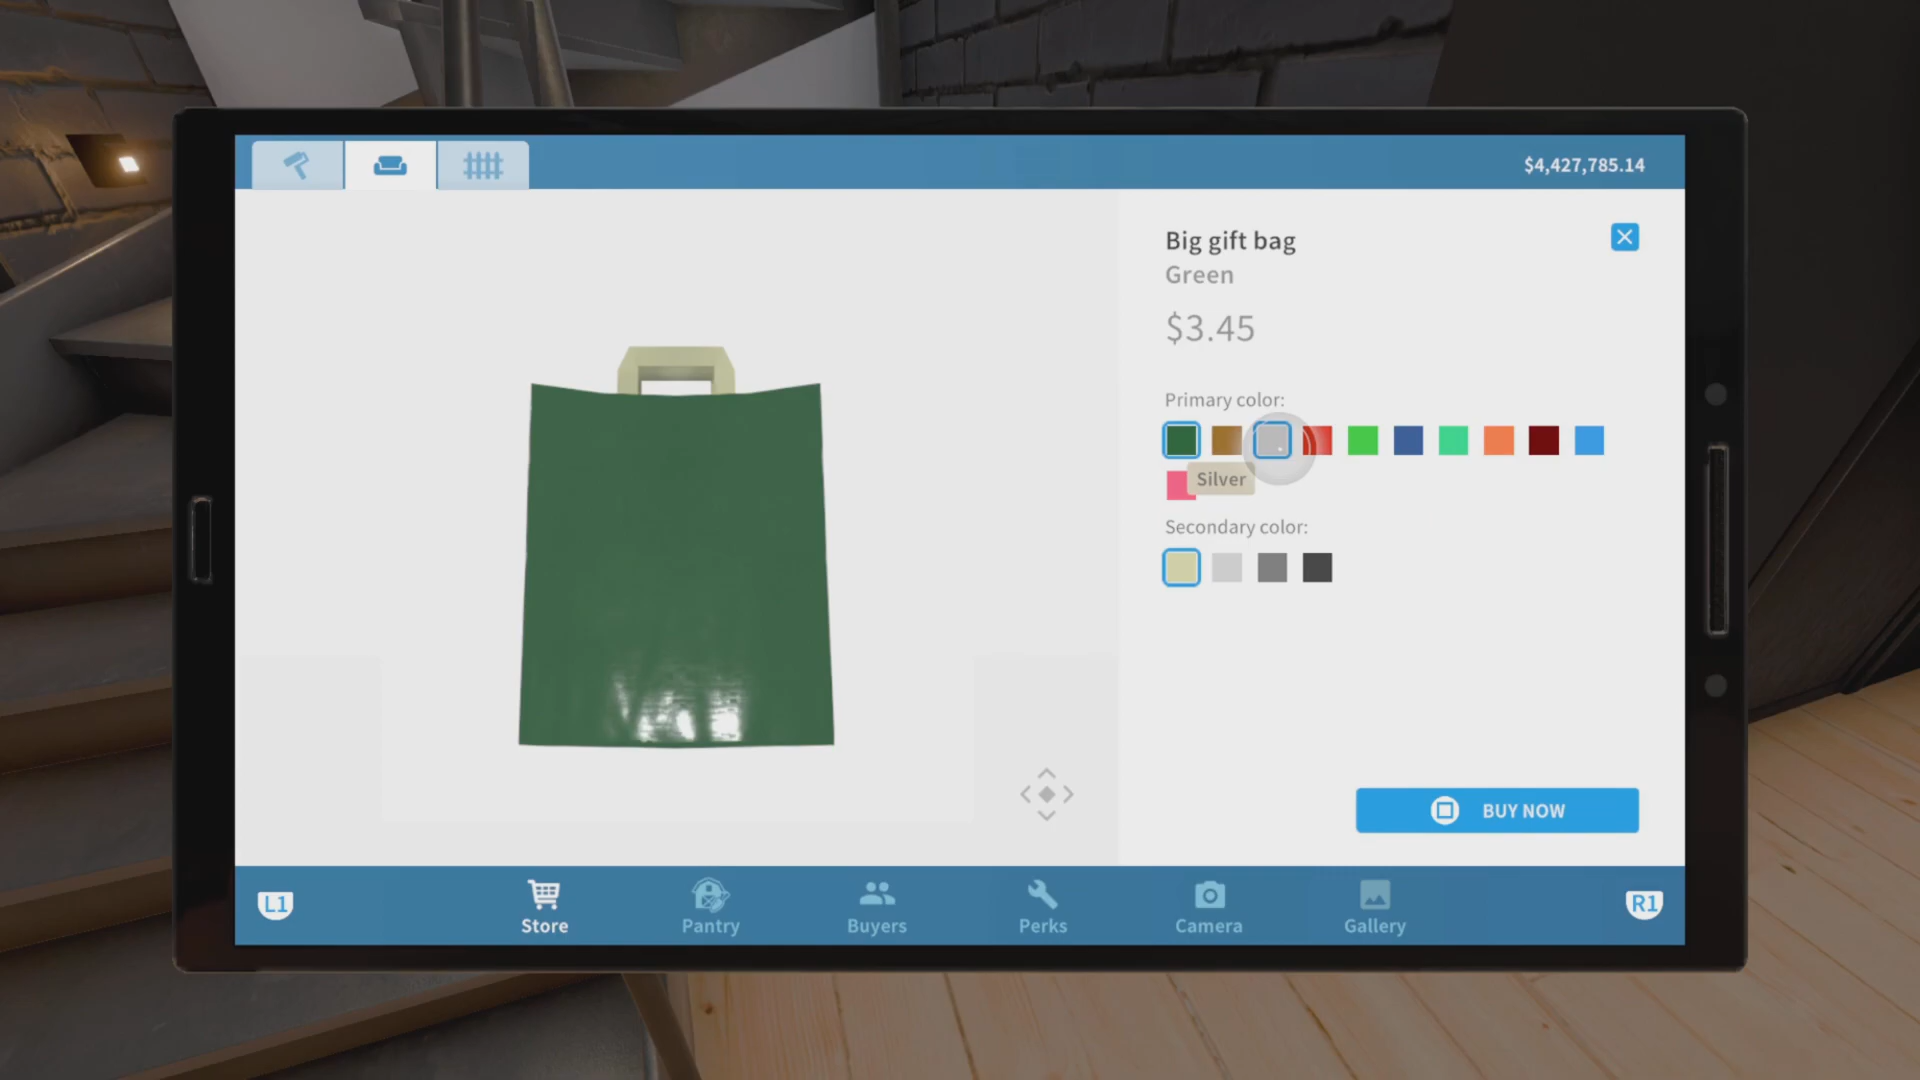 $4,427,785.14
Big gift bag
Green
$3.45
Primary color:
Silver
Secondary color:
BUY NOW
L1
Store
Pantry
Buyers
Perks
Camera
Gallery
R1